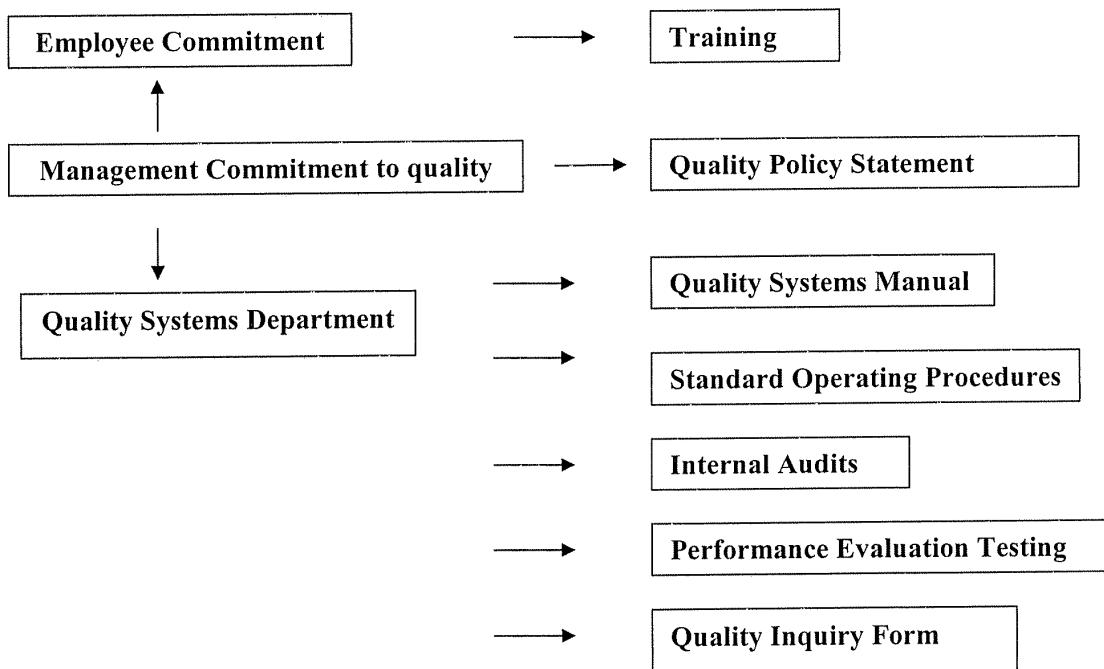 Employee Commitment
Training
Management Commitment to quality
Quality Policy Statement
Quality Systems Manual
Quality Systems Department
Standard Operating Procedures
Internal Audits
Performance Evaluation Testing
Quality Inquiry Form